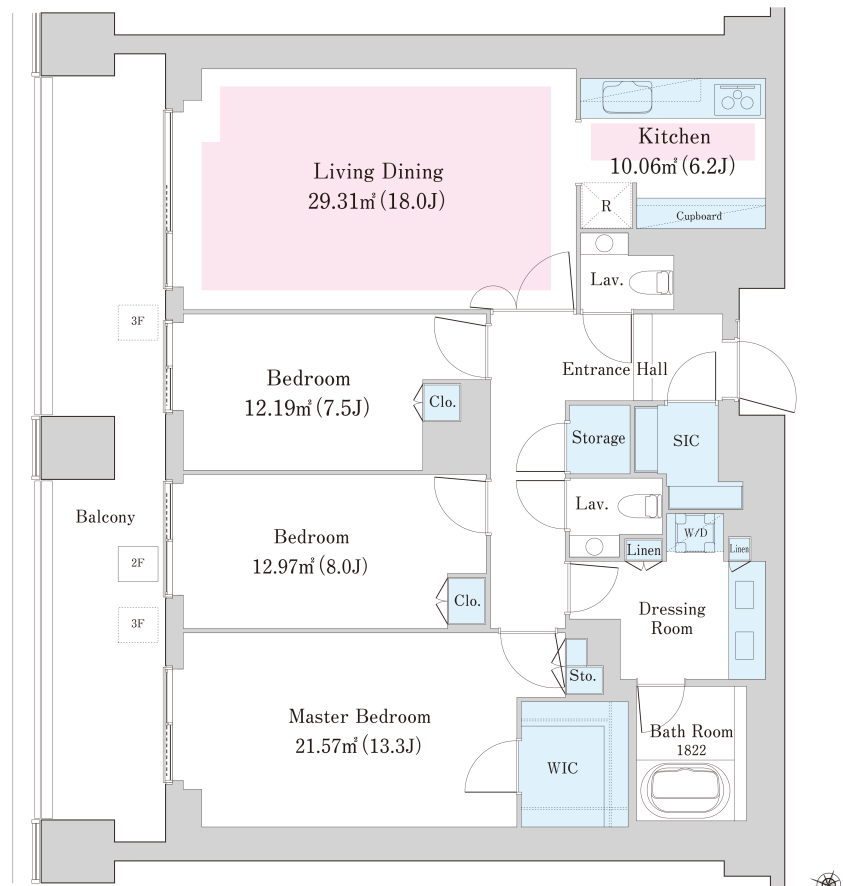 Kitchen
10.06㎡(6.2J)
Living Dining
29.31㎡(18.0J)
R
Cupboard
Lav.
3F
Entrance Hall
Bedroom
12.19㎡(7.5J)
Clo.
Storage
SIC
Balcony
Lav.
Bedroom
12.97㎡(8.0J)
W/D
Linen
Linen
2F
Clo.
3F
Dressing
Room
Sto.
Master Bedroom
21.57㎡(13.3J)
Bath Room
1822
WIC